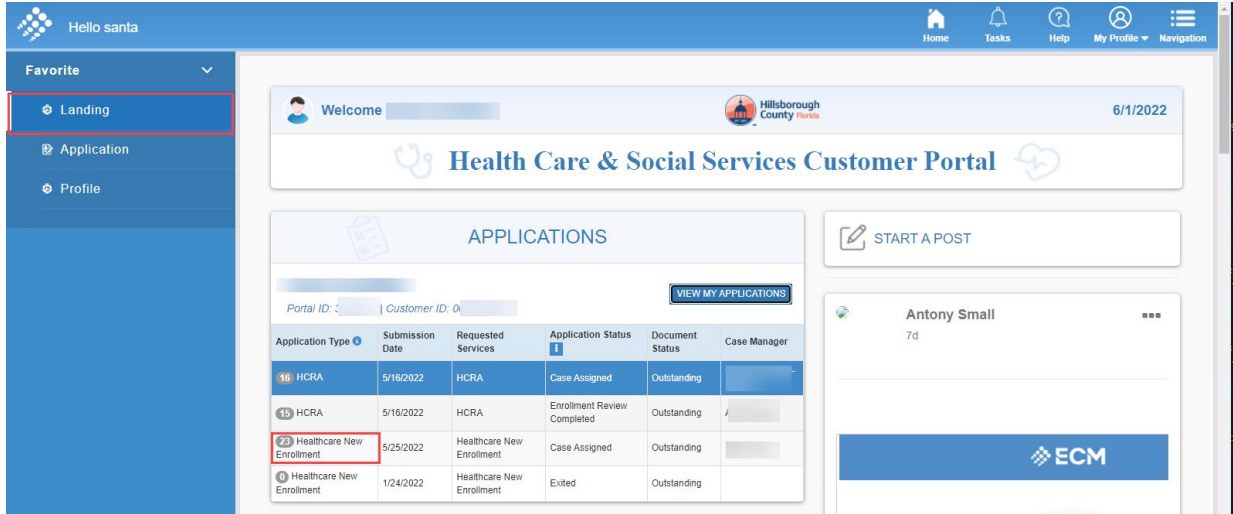 Hello santa
Home
Tasks
Help
My Profile
Navigation
Favorite
Landing
Application
Profile
Welcome
Hillsborough
County Florida
6/1/2022
Health Care & Social Services Customer Portal
APPLICATIONS
START A POST
VIEW MY APPLICATIONS
Portal ID: | Customer ID:
Application Type Submission Date Requested Services Application Status Document Status Case Manager
16 HCRA 5/16/2022 HCRA Case Assigned Outstanding
15 HCRA 5/16/2022 HCRA Enrollment Review Completed Outstanding
23 Healthcare New Enrollment 5/25/2022 Healthcare New Enrollment Case Assigned Outstanding
0 Healthcare New Enrollment 1/24/2022 Healthcare New Enrollment Exited Outstanding
Antony Small
7d
ECM